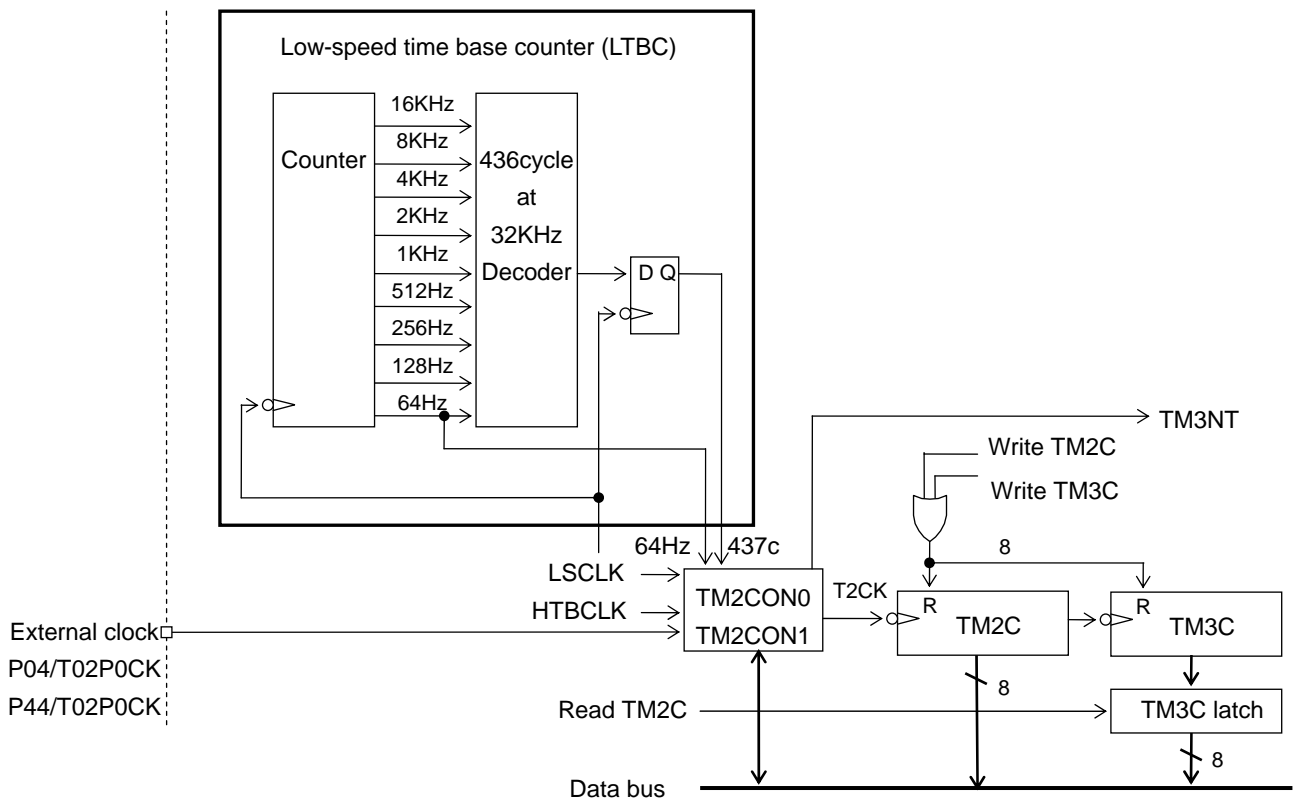 Low-speed time base counter (LTBC)
16KHz
8KHz
Counter
436cycle
4KHz
at
2KHz
32KHz
1KHz
Decoder
D Q
512Hz
256Hz
128Hz
64Hz
TM3NT
Write TM2C
Write TM3C
64Hz
437c
8
LSCLK
TM2CON0
T2CK
HTBCLK
R
R
TM2CON1
TM2C
TM3C
External clock
P04/T02P0CK
8
P44/T02P0CK
Read TM2C
TM3C latch
8
Data bus